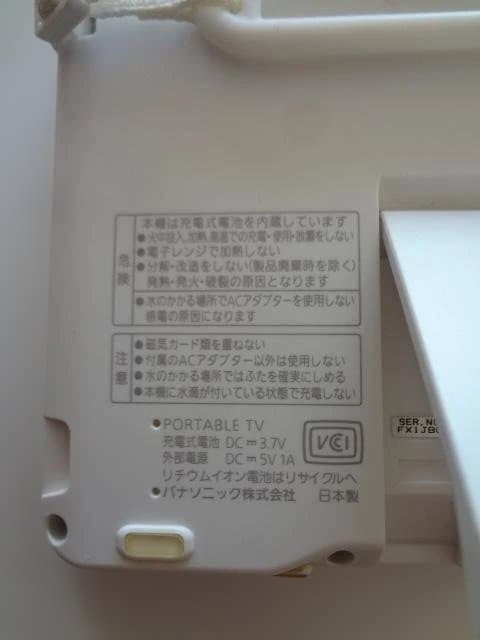 危険
本機は充電式電池を内蔵しています
●火中投入、加熱、高温での充電・使用・放置をしない
●電子レンジで加熱しない
●分解・改造をしない(製品廃棄時を除く)
発熱・発火・破裂の原因となります
●水のかかる場所でACアダプターを使用しない
感電の原因になります
注意
●磁気カード類を重ねない
●付属のACアダプター以外は使用しない
●水のかかる場所ではふたを確実にしめる
●本機に水滴が付いている状態で充電しない
●PORTABLE TV
充電式電池 DC⎓3.7V
外部電源 DC⎓5V 1A
リチウムイオン電池はリサイクルへ
●パナソニック株式会社 日本製
VCCI
SER.NO
FX1JB